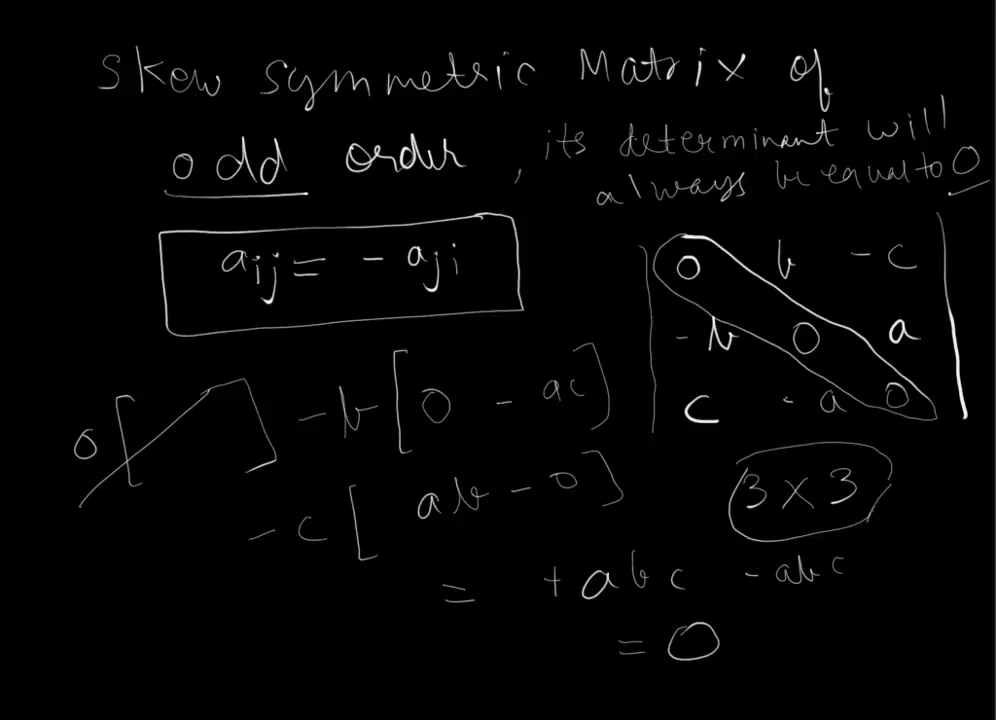 Skew Symmetric Matrix of
odd order, its determinant will
always be equal to 0
aij = - aji
0 b -c
-b 0 a
c -a 0
0[ ] -b[0 - ac]
-c[ab - 0]
3 X 3
= +abc -abc
= 0